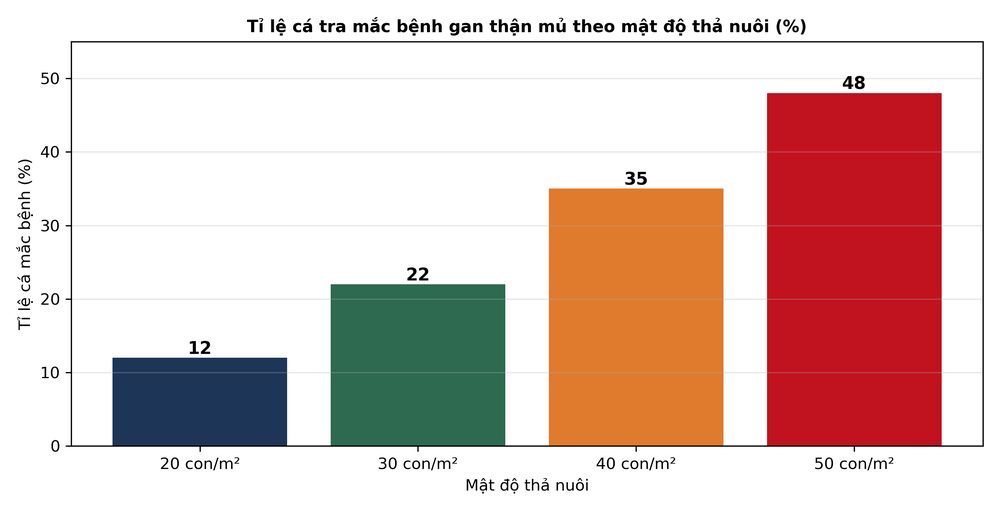 Tỉ lệ cá tra mắc bệnh gan thận mủ theo mật độ thả nuôi (%)
Tỉ lệ cá mắc bệnh (%)
50
40
30
20
10
0
12
22
35
48
20 con/m²
30 con/m²
40 con/m²
50 con/m²
Mật độ thả nuôi